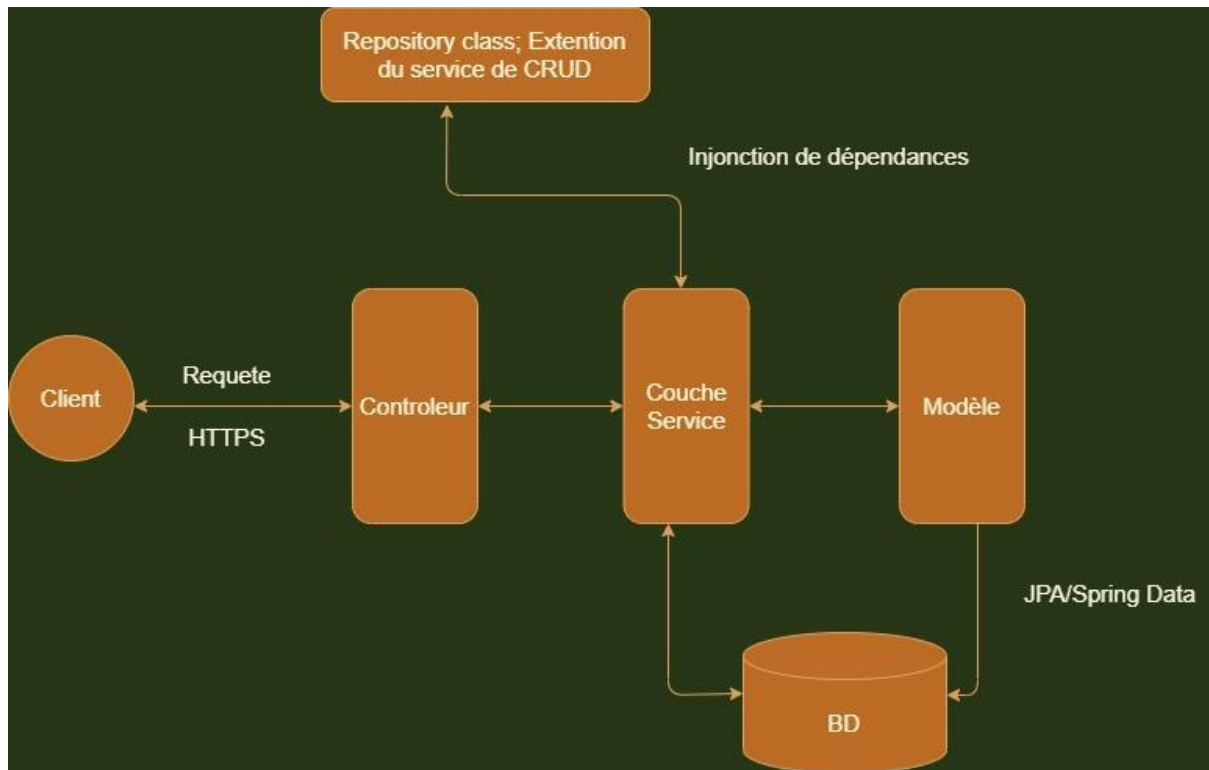 Repository class; Extention
du service de CRUD
Injonction de dépendances
Requete
Client
HTTPS
Controleur
Couche
Service
Modèle
JPA/Spring Data
BD